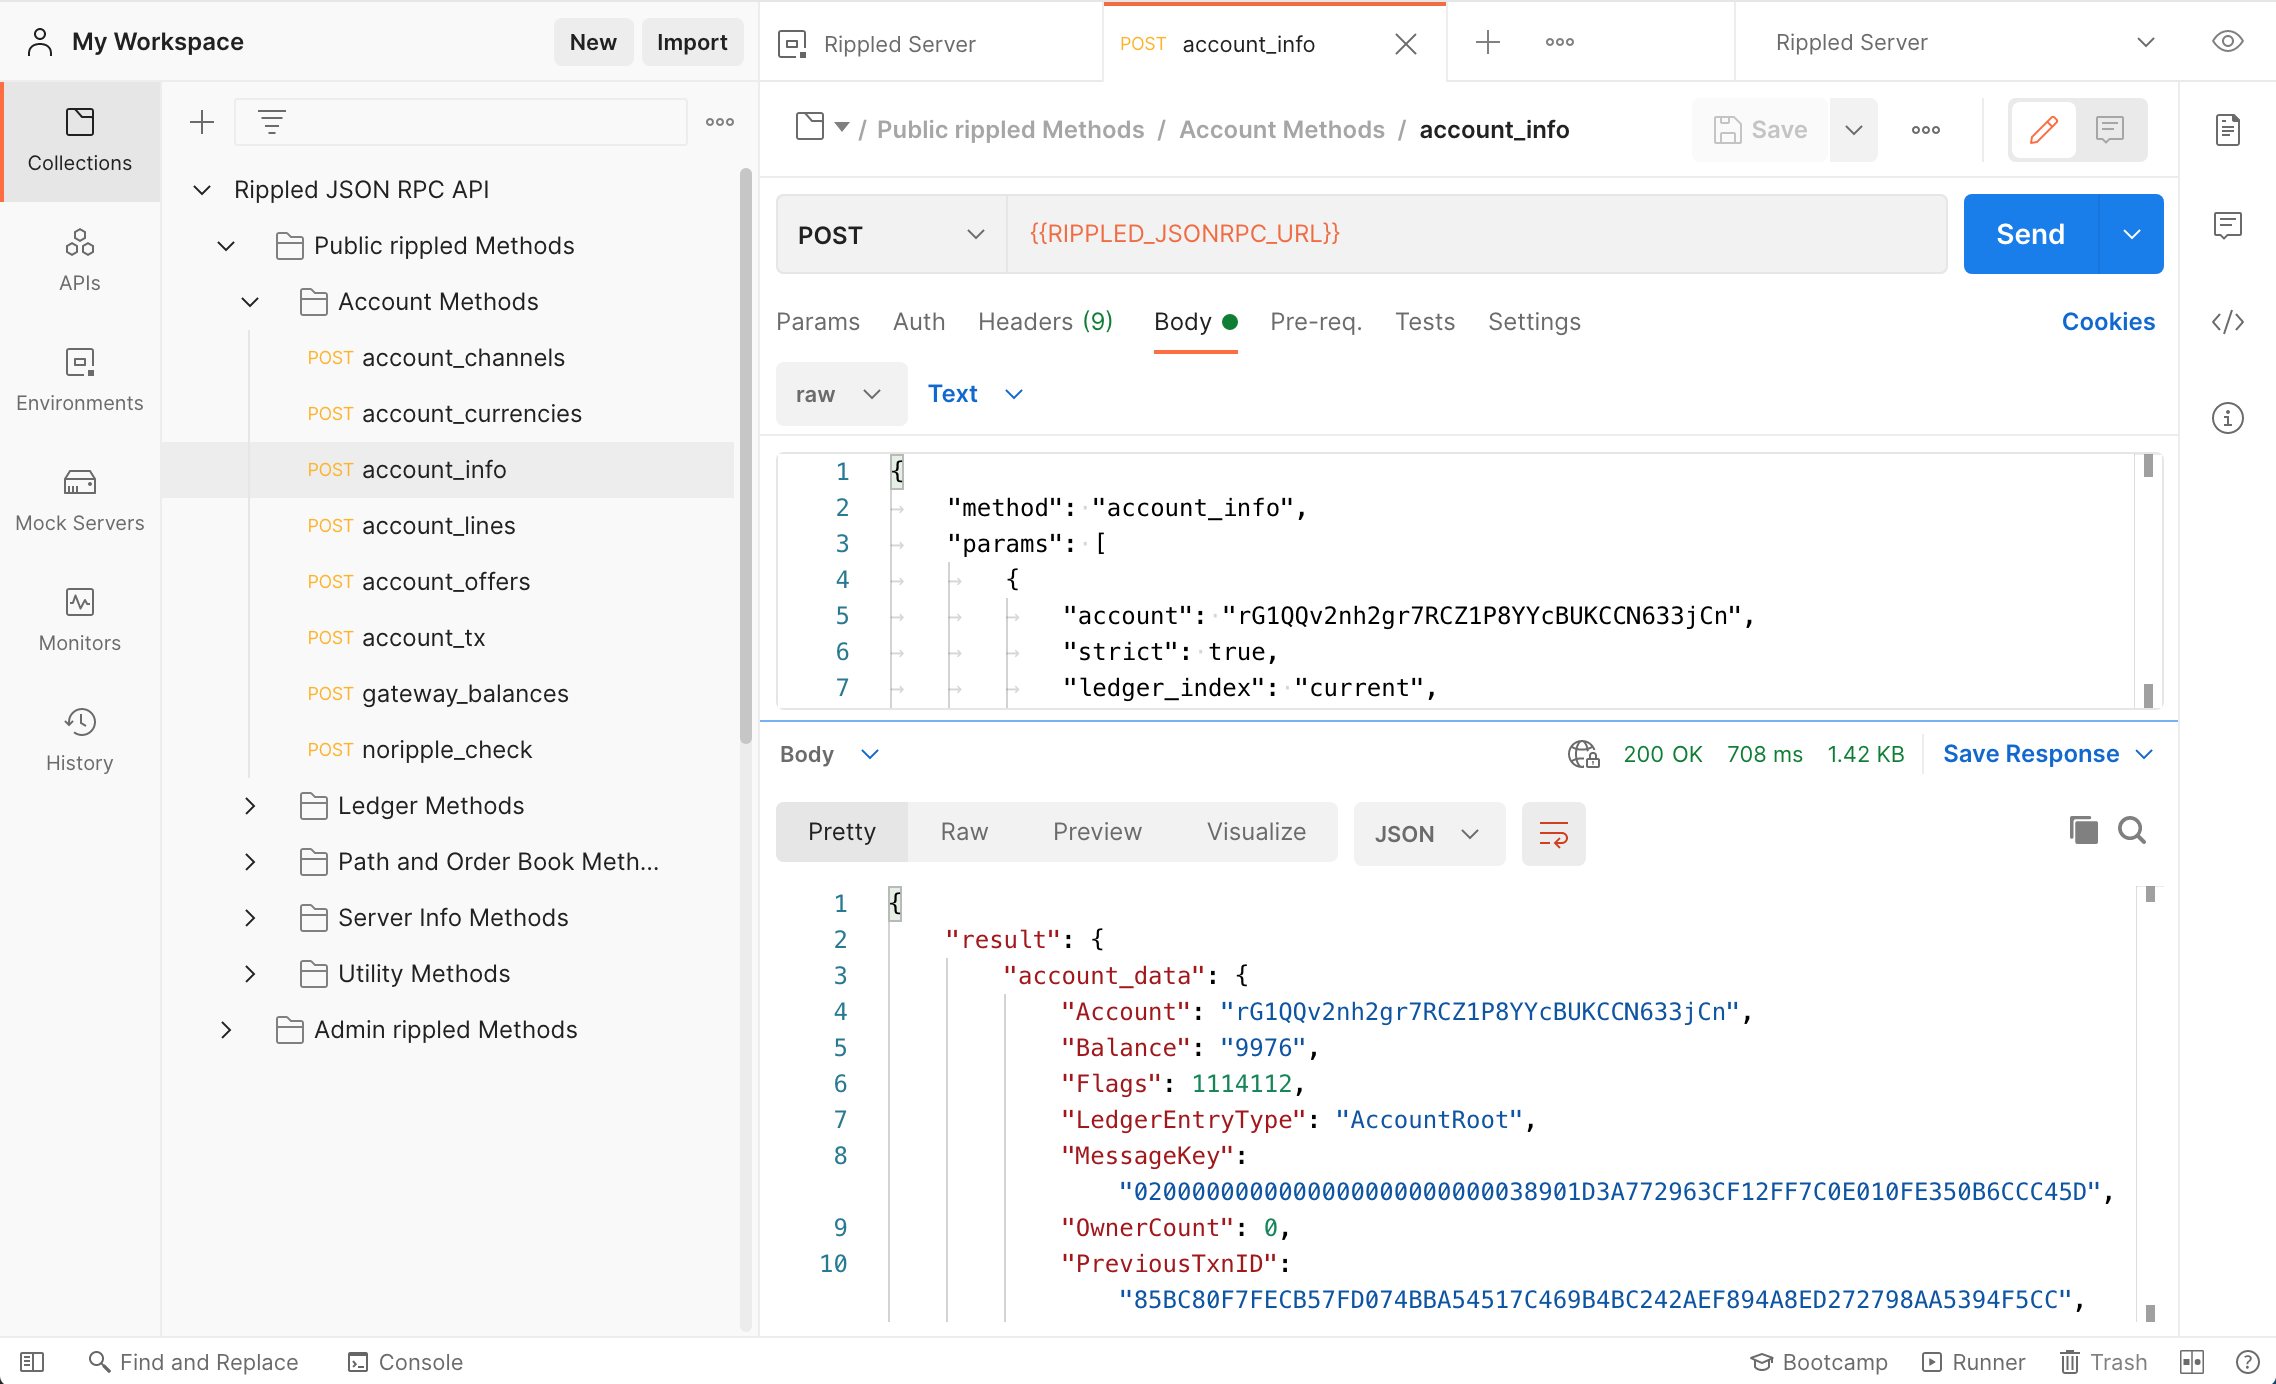 My Workspace
New
Import
Rippled Server
POST account_info
Rippled Server
Collections
APIs
Environments
Mock Servers
Monitors
History
Rippled JSON RPC API
Public rippled Methods
Account Methods
POST account_channels
POST account_currencies
POST account_info
POST account_lines
POST account_offers
POST account_tx
POST gateway_balances
POST noripple_check
Ledger Methods
Path and Order Book Meth...
Server Info Methods
Utility Methods
Admin rippled Methods
/ Public rippled Methods / Account Methods / account_info
Save
POST
{{RIPPLED_JSONRPC_URL}}
Send
Params Auth Headers (9) Body Pre-req. Tests Settings
Cookies
raw
Text
1 {
2 "method": "account_info",
3 "params": [
4 {
5 "account": "rG1QQv2nh2gr7RCZ1P8YYcBUKCCN633jCn",
6 "strict": true,
7 "ledger_index": "current",
Body
200 OK 708 ms 1.42 KB
Save Response
Pretty Raw Preview Visualize
JSON
1 {
2 "result": {
3 "account_data": {
4 "Account": "rG1QQv2nh2gr7RCZ1P8YYcBUKCCN633jCn",
5 "Balance": "9976",
6 "Flags": 1114112,
7 "LedgerEntryType": "AccountRoot",
8 "MessageKey":
"0200000000000000000000000038901D3A772963CF12FF7C0E010FE350B6CCC45D",
9 "OwnerCount": 0,
10 "PreviousTxnID":
"85BC80F7FECB57FD074BBA54517C469B4BC242AEF894A8ED272798AA5394F5CC",
Find and Replace
Console
Bootcamp
Runner
Trash